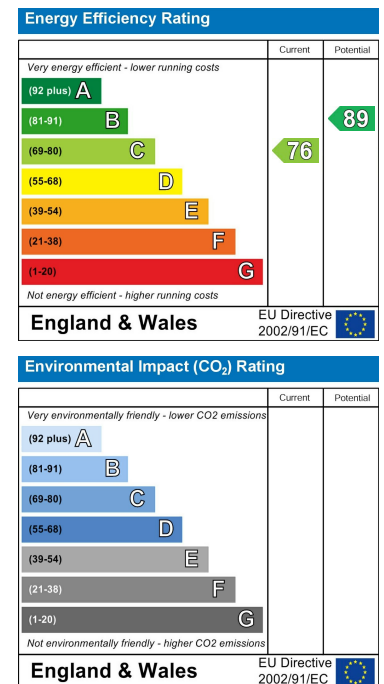 Energy Efficiency Rating
Current Potential
Very energy efficient - lower running costs
(92 plus) A
(81-91) B 89
(69-80) C 76
(55-68) D
(39-54) E
(21-38) F
(1-20) G
Not energy efficient - higher running costs
England & Wales EU Directive
2002/91/EC
Environmental Impact (CO₂) Rating
Current Potential
Very environmentally friendly - lower CO2 emissions
(92 plus) A
(81-91) B
(69-80) C
(55-68) D
(39-54) E
(21-38) F
(1-20) G
Not environmentally friendly - higher CO2 emissions
England & Wales EU Directive
2002/91/EC